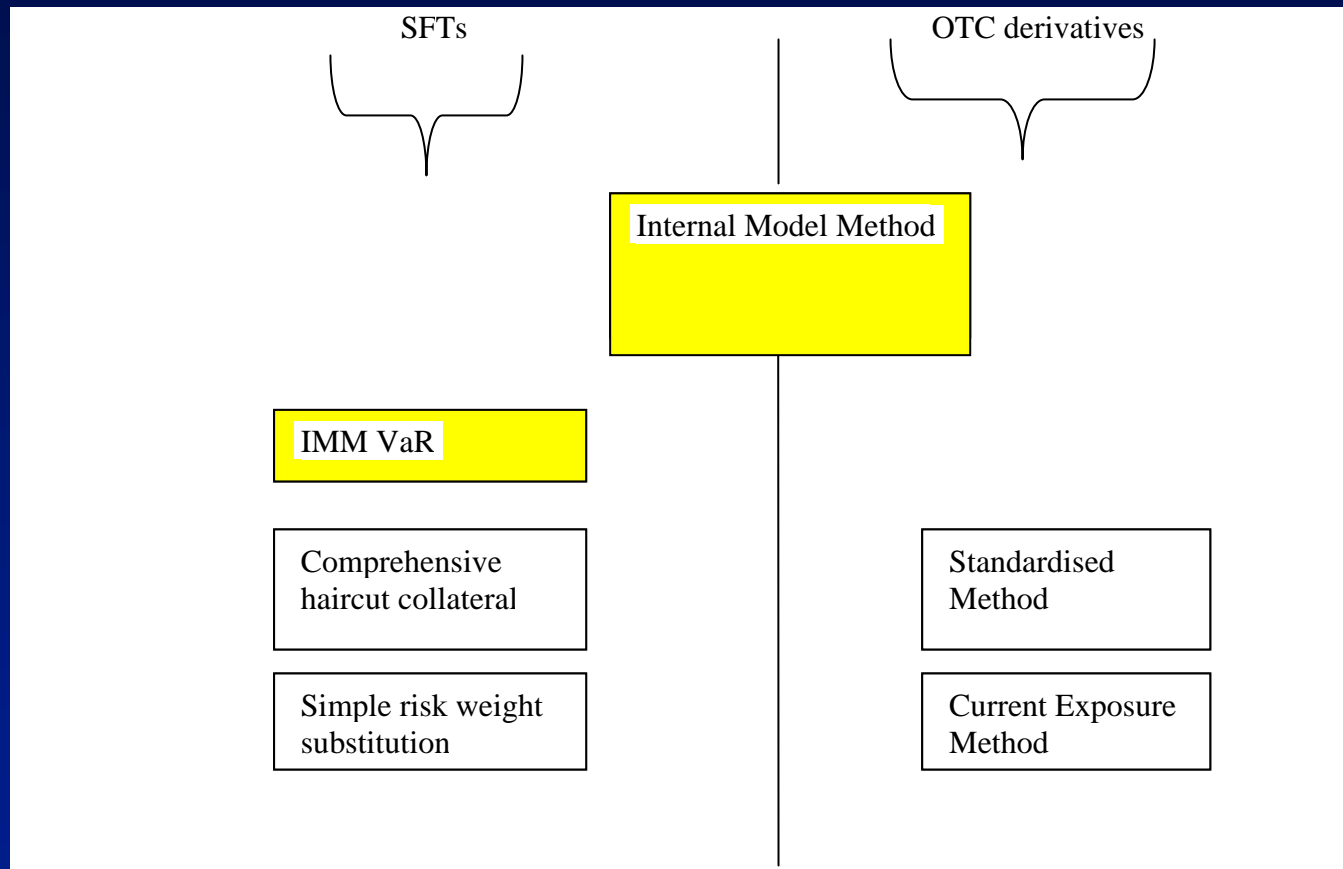 SFTs
OTC derivatives
Internal Model Method
IMM VaR
Comprehensive
haircut collateral
Standardised
Method
Simple risk weight
substitution
Current Exposure
Method